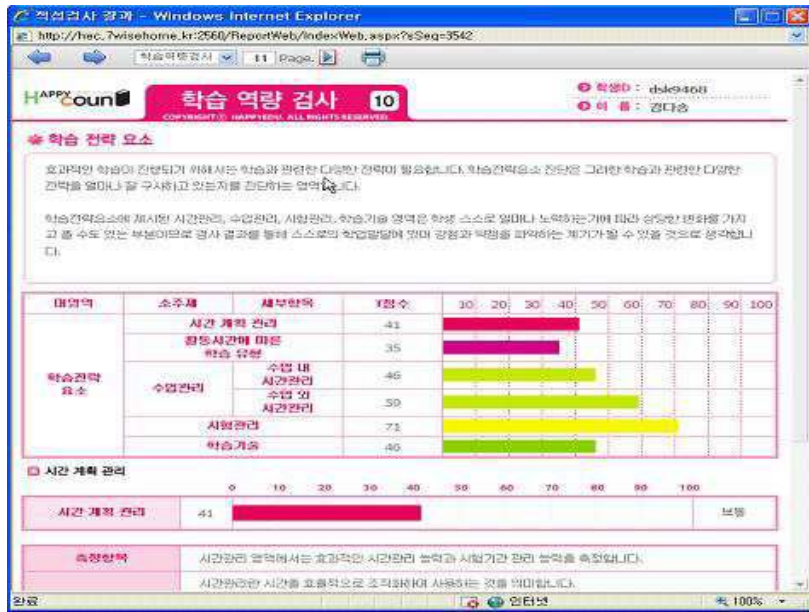 적성검사 결과 - Windows Internet Explorer
http://hec.7wisehome.kr:2560/ReportWeb/IndexWeb.aspx?sSeq=3542
학습역량검사 11 Page.
HAPPYcoun 학습 역량 검사 10
COPYRIGHT ⓒ HAPPYEDU. ALL RIGHTS RESERVED.
학생ID : dsk9468
이 름 :
학습 전략 요소
효과적인 학습이 진행되기 위해서는 학습과 관련한 다양한 전략이 필요합니다. 학습전략요소 진단은 그러한 학습과 관련한 다양한
전략을 얼마나 잘 구사하고 있는지를 진단하는 영역입니다.
학습전략요소에 제시된 시간관리, 수업관리, 시험관리, 학습기술 영역은 학생 스스로 얼마나 노력하는가에 따라 상당한 변화를 가지
고 올 수도 있는 부분이므로 검사 결과를 통해 스스로의 학업발달에 있어 강점과 약점을 파악하는 계기가 될 수 있을 것으로 생각합니
다.
대영역 소주제 세부항목 T점수 10 20 30 40 50 60 70 80 90 100
학습전략
요소
시간 계획 관리 41
활동시간에 따른
학습 유형 35
수업관리
수업 내
시간관리 46
수업 외
시간관리 50
시험관리 71
학습기술 46
시간 계획 관리
0 10 20 30 40 50 60 70 80 90 100
시간 계획 관리 41 보통
측정항목 시간관리 영역에서는 효과적인 시간관리 능력과 시험기간 관리 능력을 측정합니다.
시간관리란 시간을 효율적으로 조직화하여 사용하는 것을 의미합니다.
완료 인터넷 100%